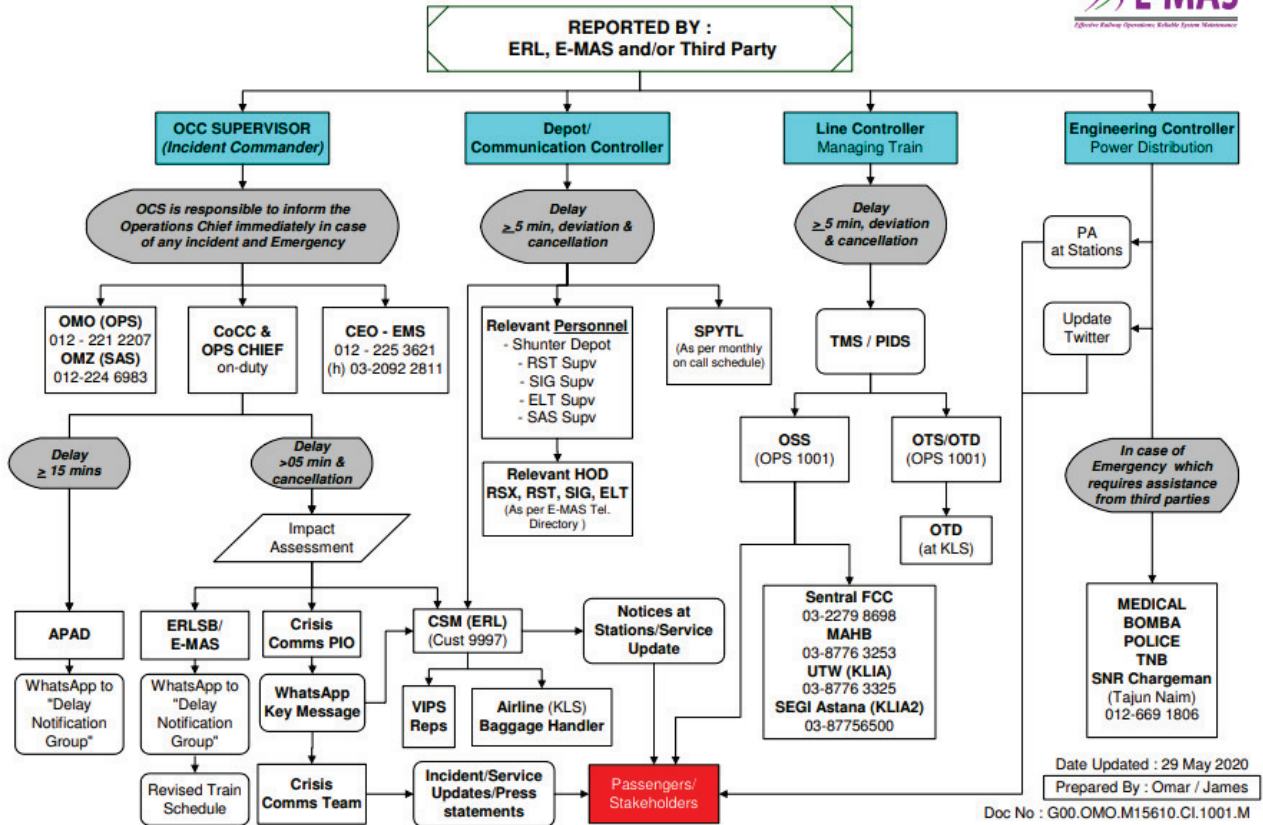 E-MAS
Effective Railway Operations; Reliable System Maintenance
REPORTED BY :
ERL, E-MAS and/or Third Party
OCC SUPERVISOR
(Incident Commander)
Depot/
Communication Controller
Line Controller
Managing Train
Engineering Controller
Power Distribution
OCS is responsible to inform the
Operations Chief immediately in case
of any incident and Emergency
Delay
≥ 5 min, deviation &
cancellation
Delay
≥ 5 min, deviation
& cancellation
PA
at Stations
Update
Twitter
OMO (OPS)
012 - 221 2207
OMZ (SAS)
012-224 6983
CoCC &
OPS CHIEF
on-duty
CEO - EMS
012 - 225 3621
(h) 03-2092 2811
Relevant Personnel
- Shunter Depot
- RST Supv
- SIG Supv
- ELT Supv
- SAS Supv
SPYTL
(As per monthly
on call schedule)
TMS / PIDS
Delay
≥ 15 mins
Delay
>05 min &
cancellation
Relevant HOD
RSX, RST, SIG, ELT
(As per E-MAS Tel.
Directory )
OSS
(OPS 1001)
OTS/OTD
(OPS 1001)
OTD
(at KLS)
In case of
Emergency which
requires assistance
from third parties
Impact
Assessment
APAD
ERLSB/
E-MAS
Crisis
Comms PIO
CSM (ERL)
(Cust 9997)
Notices at
Stations/Service
Update
Sentral FCC
03-2279 8698
MAHB
03-8776 3253
UTW (KLIA)
03-8776 3325
SEGI Astana (KLIA2)
03-87756500
MEDICAL
BOMBA
POLICE
TNB
SNR Chargeman
(Tajun Naim)
012-669 1806
WhatsApp to
"Delay
Notification
Group"
WhatsApp to
"Delay
Notification
Group"
WhatsApp
Key Message
VIPS
Reps
Airline (KLS)
Baggage Handler
Revised Train
Schedule
Crisis
Comms Team
Incident/Service
Updates/Press
statements
Passengers/
Stakeholders
Date Updated : 29 May 2020
Prepared By : Omar / James
Doc No : G00.OMO.M15610.CI.1001.M